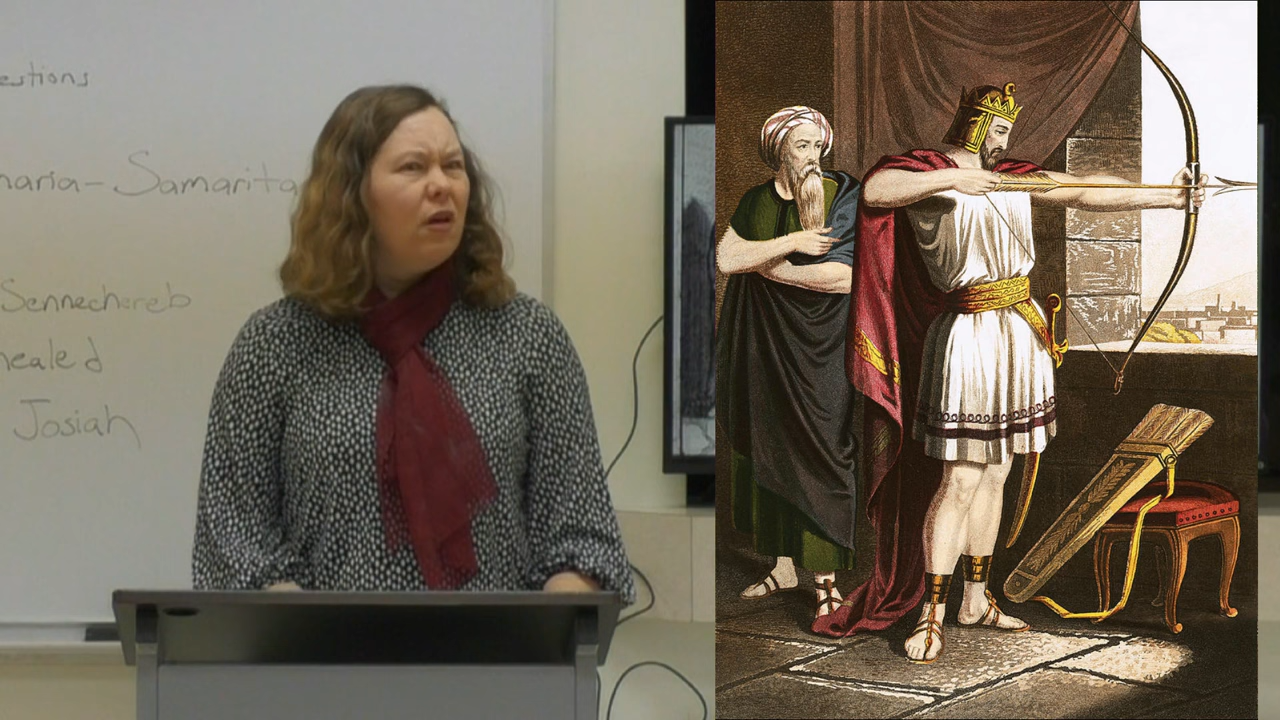 estions
maria-Samarita
Sennechereb
healed
Josiah